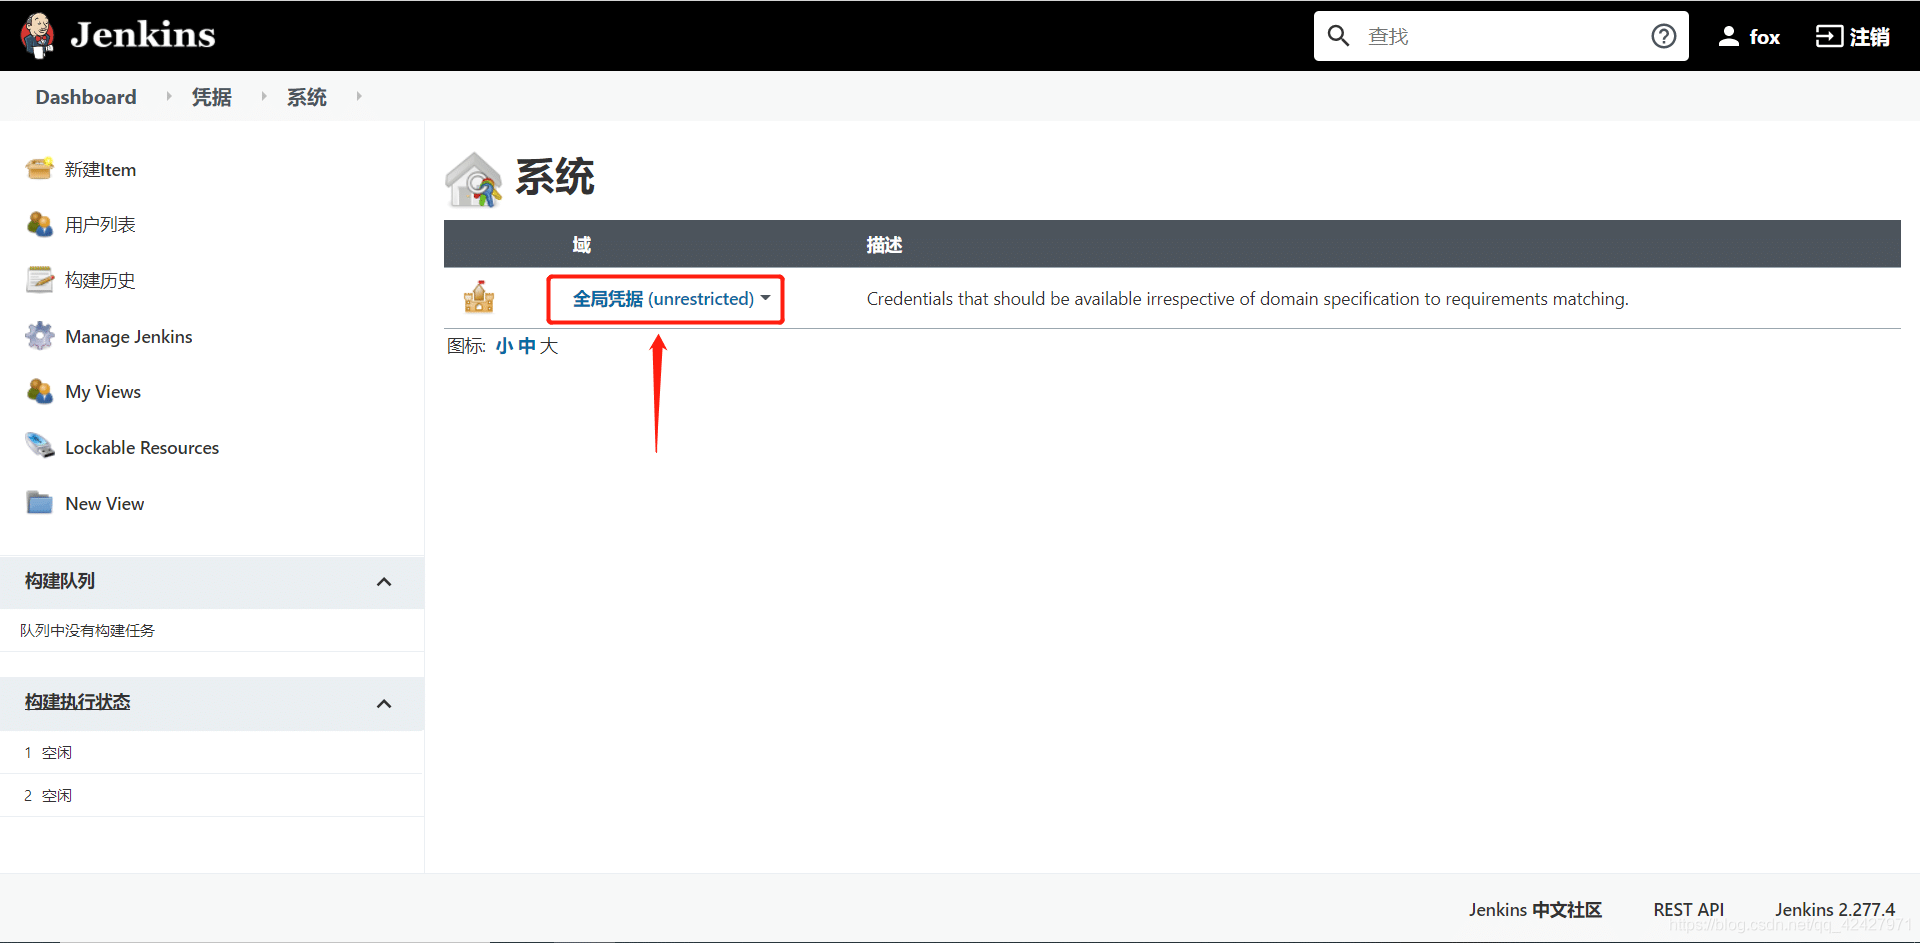 Jenkins
查找
fox
注销
Dashboard
凭据
系统
新建Item
用户列表
构建历史
Manage Jenkins
My Views
Lockable Resources
New View
构建队列
队列中没有构建任务
构建执行状态
1 空闲
2 空闲
系统
域 描述
全局凭据 (unrestricted) Credentials that should be available irrespective of domain specification to requirements matching.
图标: 小 中 大
Jenkins 中文社区 REST API Jenkins 2.277.4
https://blog.csdn.net/qq_42427971